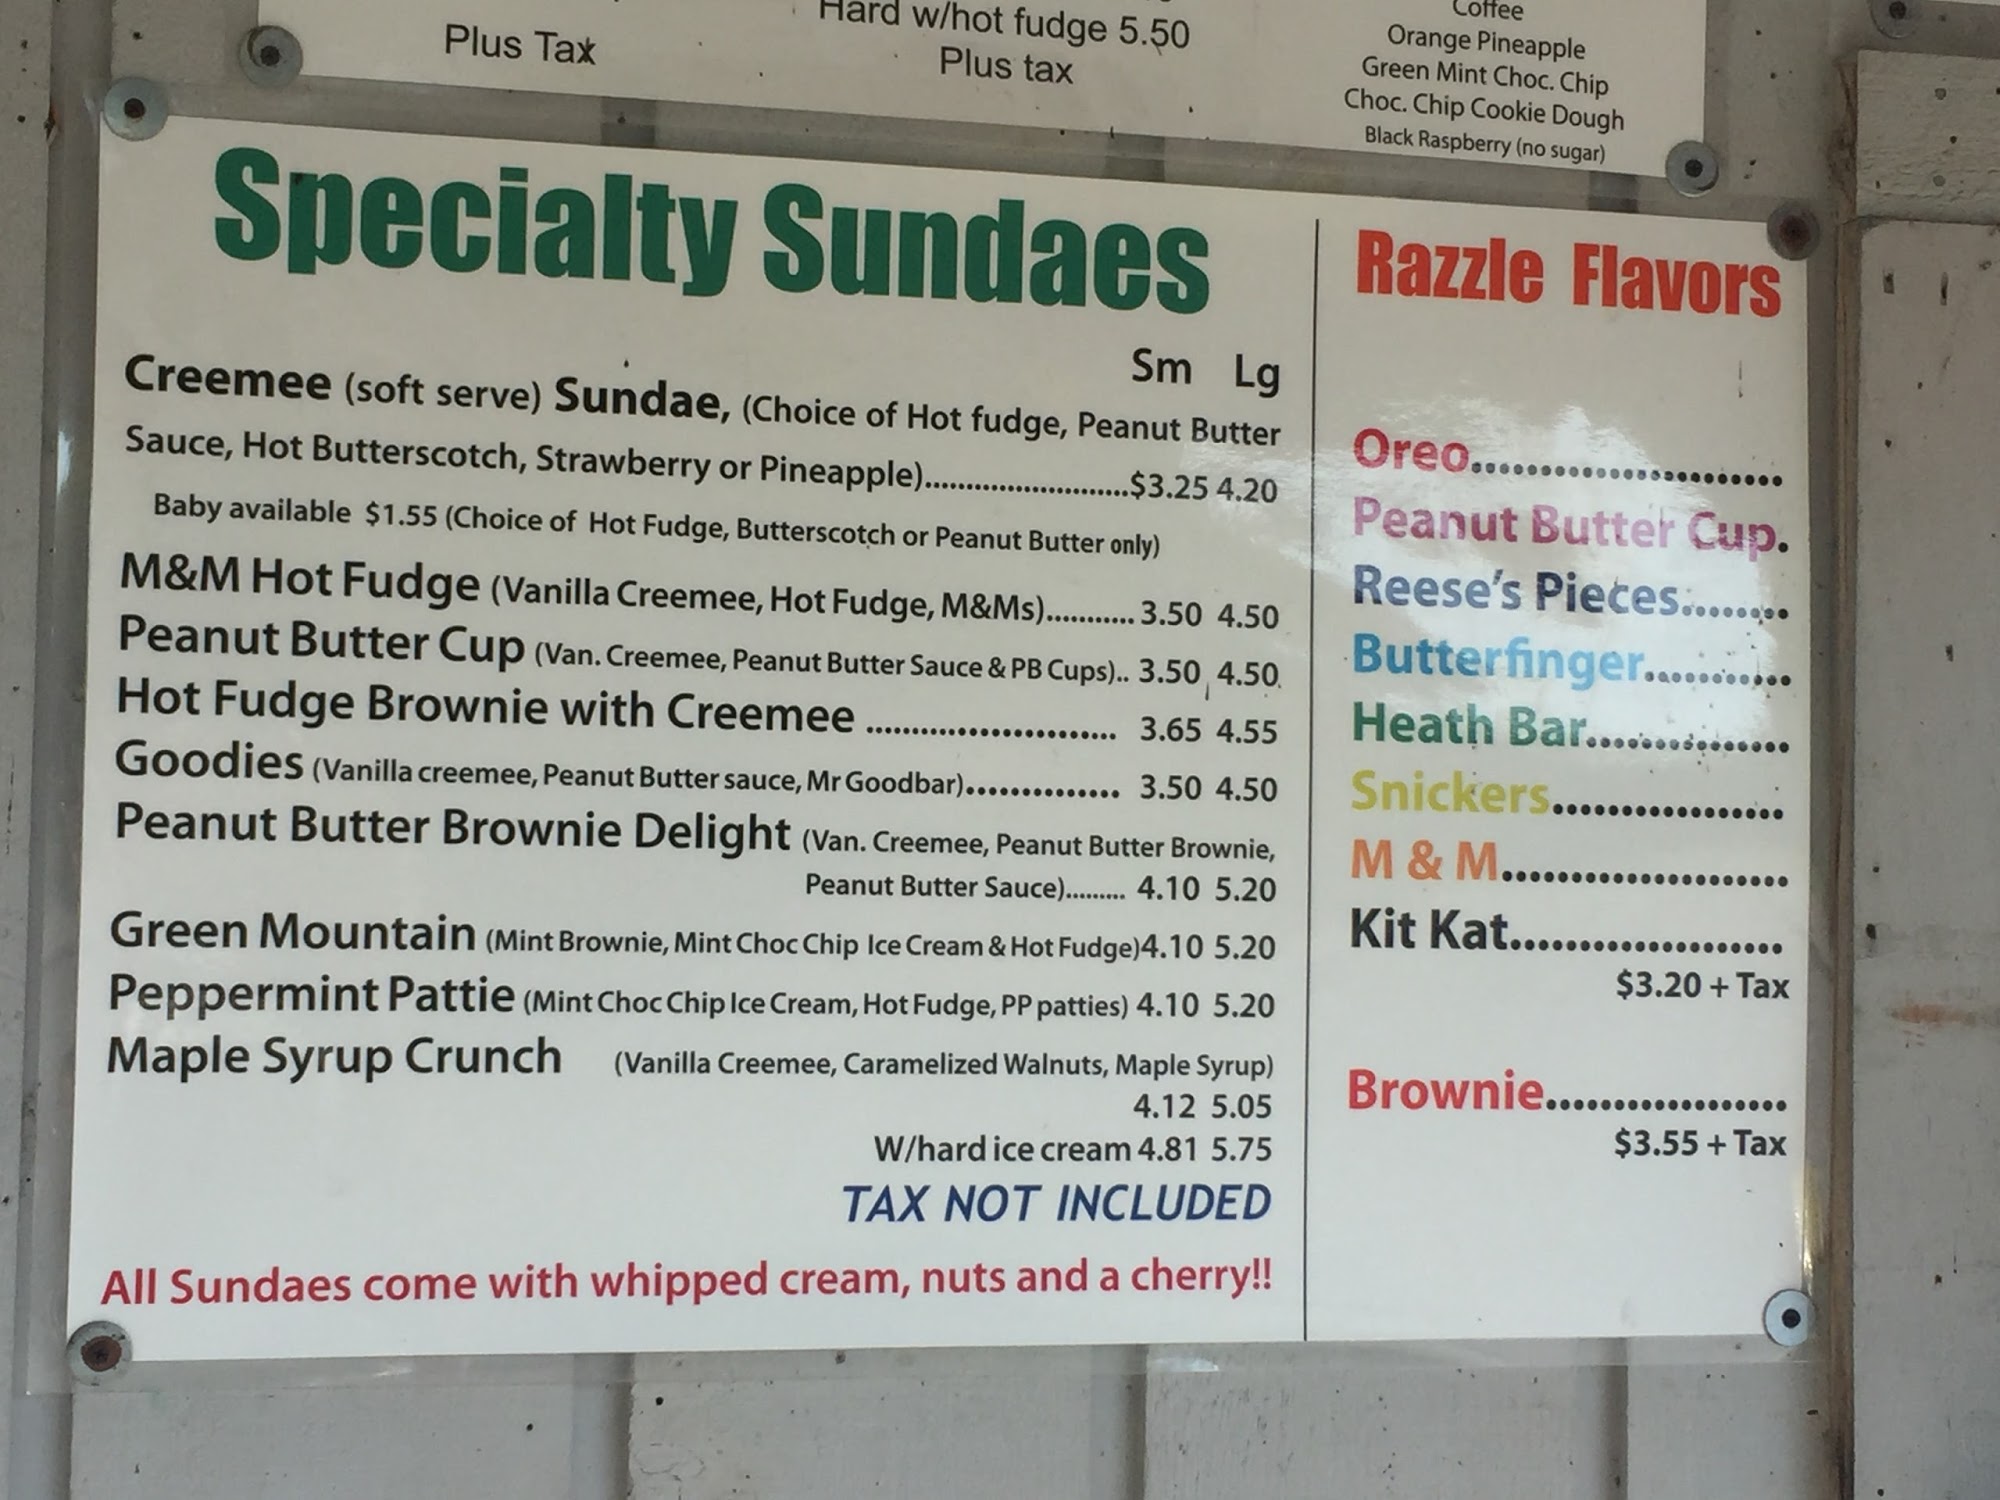 Plus Tax
Hard w/hot fudge 5.50
Plus tax
Coffee
Orange Pineapple
Green Mint Choc. Chip
Choc. Chip Cookie Dough
Black Raspberry (no sugar)
Specialty Sundaes
Sm Lg
Creemee (soft serve) Sundae, (Choice of Hot fudge, Peanut Butter
Sauce, Hot Butterscotch, Strawberry or Pineapple)..........................$3.25 4.20
Baby available $1.55 (Choice of Hot Fudge, Butterscotch or Peanut Butter only)
M&M Hot Fudge (Vanilla Creemee, Hot Fudge, M&Ms)........... 3.50 4.50
Peanut Butter Cup (Van. Creemee, Peanut Butter Sauce & PB Cups).. 3.50 4.50
Hot Fudge Brownie with Creemee .......................... 3.65 4.55
Goodies (Vanilla creemee, Peanut Butter sauce, Mr Goodbar).............. 3.50 4.50
Peanut Butter Brownie Delight (Van. Creemee, Peanut Butter Brownie,
Peanut Butter Sauce)......... 4.10 5.20
Green Mountain (Mint Brownie, Mint Choc Chip Ice Cream & Hot Fudge)4.10 5.20
Peppermint Pattie (Mint Choc Chip Ice Cream, Hot Fudge, PP patties) 4.10 5.20
Maple Syrup Crunch (Vanilla Creemee, Caramelized Walnuts, Maple Syrup)
4.12 5.05
W/hard ice cream 4.81 5.75
TAX NOT INCLUDED
All Sundaes come with whipped cream, nuts and a cherry!!
Razzle Flavors
Oreo.......................
Peanut Butter Cup.
Reese's Pieces........
Butterfinger...........
Heath Bar...............
Snickers.................
M & M.....................
Kit Kat....................
$3.20 + Tax
Brownie..................
$3.55 + Tax